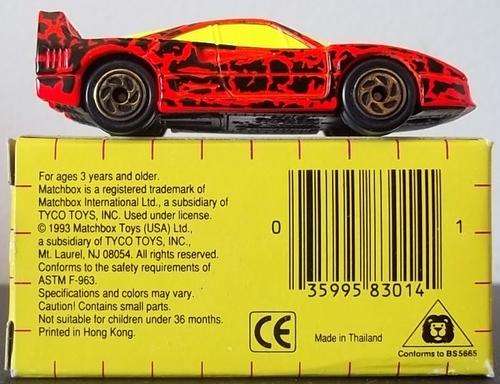 For ages 3 years and older.
Matchbox is a registered trademark of
Matchbox International Ltd., a subsidiary of
TYCO TOYS, INC. Used under license.
© 1993 Matchbox Toys (USA) Ltd.,
a subsidiary of TYCO TOYS, INC.,
Mt. Laurel, NJ 08054. All rights reserved.
Conforms to the safety requirements of
ASTM F-963.
Specifications and colors may vary.
Caution! Contains small parts.
Not suitable for children under 36 months.
Printed in Hong Kong.
0 35995 83014 1
CE
Made in Thailand
Conforms to BS5665